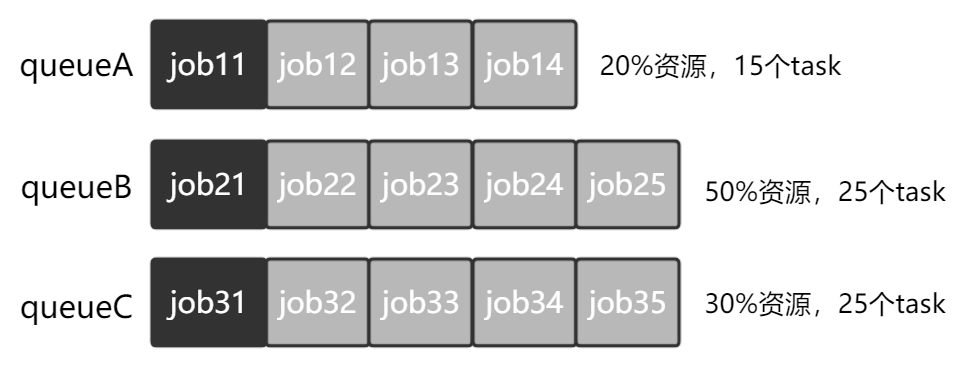 queueA job11 job12 job13 job14 20%资源，15个task
queueB job21 job22 job23 job24 job25 50%资源，25个task
queueC job31 job32 job33 job34 job35 30%资源，25个task